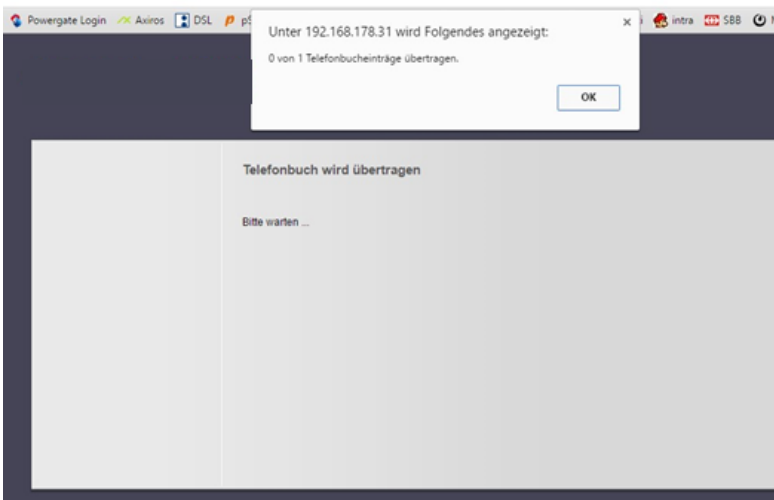 Powergate Login Axiros DSL intra SBB
Unter 192.168.178.31 wird Folgendes angezeigt:
0 von 1 Telefonbucheinträge übertragen.
OK
Telefonbuch wird übertragen
Bitte warten ...